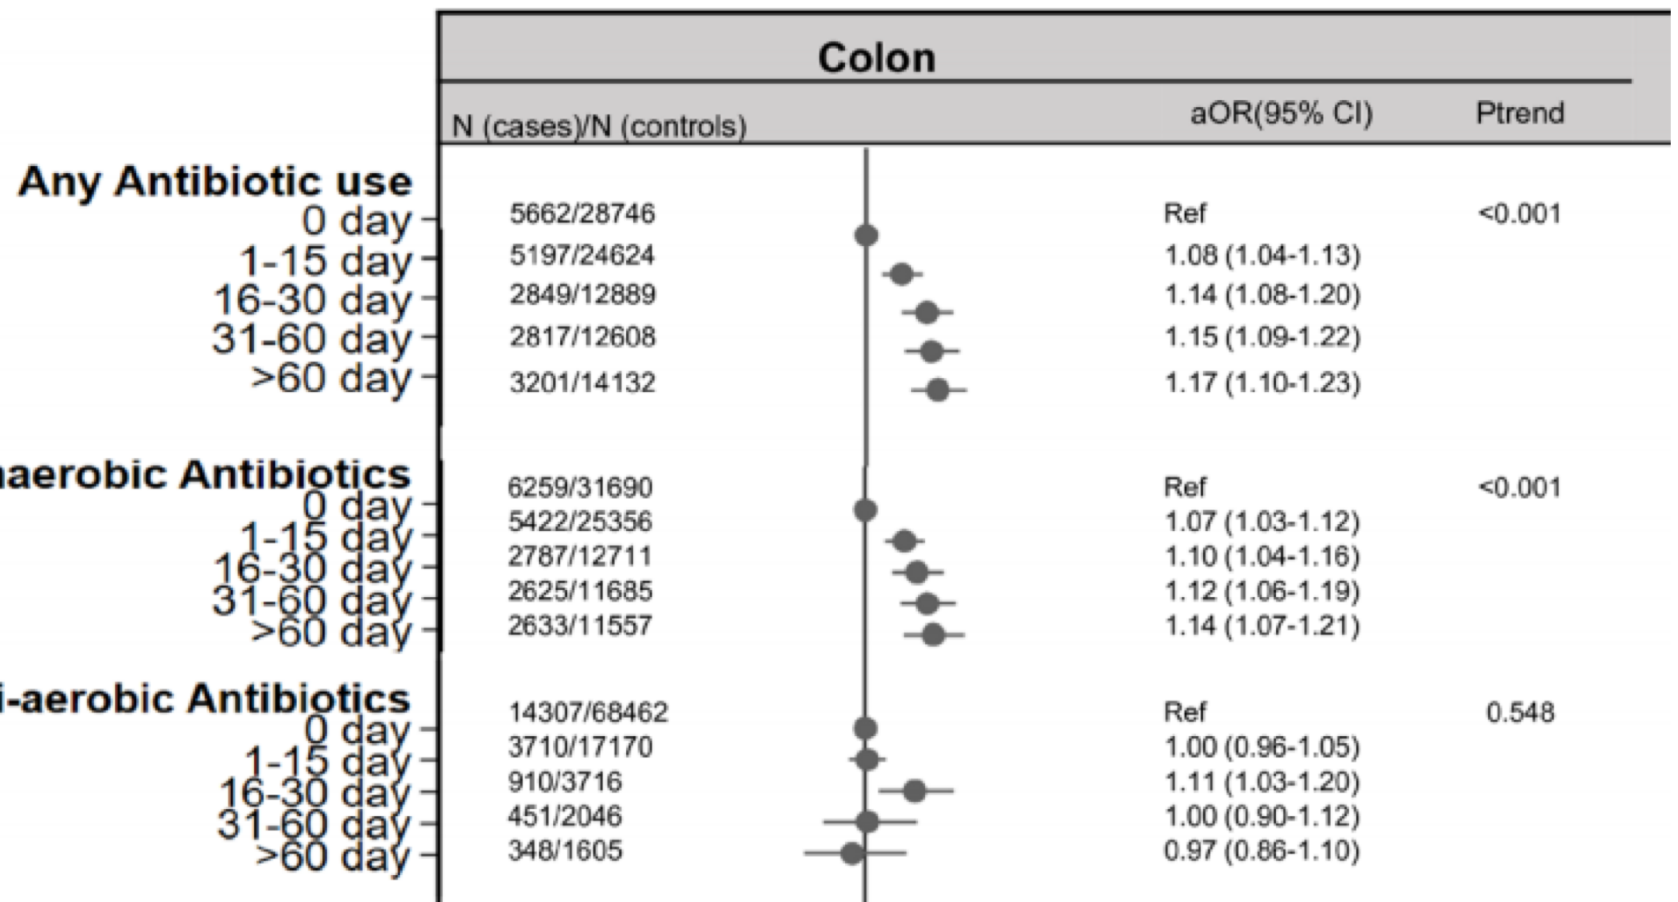 Colon
N (cases)/N (controls) aOR(95% CI) Ptrend
Any Antibiotic use
0 day 5662/28746 Ref <0.001
1-15 day 5197/24624 1.08 (1.04-1.13)
16-30 day 2849/12889 1.14 (1.08-1.20)
31-60 day 2817/12608 1.15 (1.09-1.22)
>60 day 3201/14132 1.17 (1.10-1.23)
naerobic Antibiotics
0 day 6259/31690 Ref <0.001
1-15 day 5422/25356 1.07 (1.03-1.12)
16-30 day 2787/12711 1.10 (1.04-1.16)
31-60 day 2625/11685 1.12 (1.06-1.19)
>60 day 2633/11557 1.14 (1.07-1.21)
i-aerobic Antibiotics
0 day 14307/68462 Ref 0.548
1-15 day 3710/17170 1.00 (0.96-1.05)
16-30 day 910/3716 1.11 (1.03-1.20)
31-60 day 451/2046 1.00 (0.90-1.12)
>60 day 348/1605 0.97 (0.86-1.10)